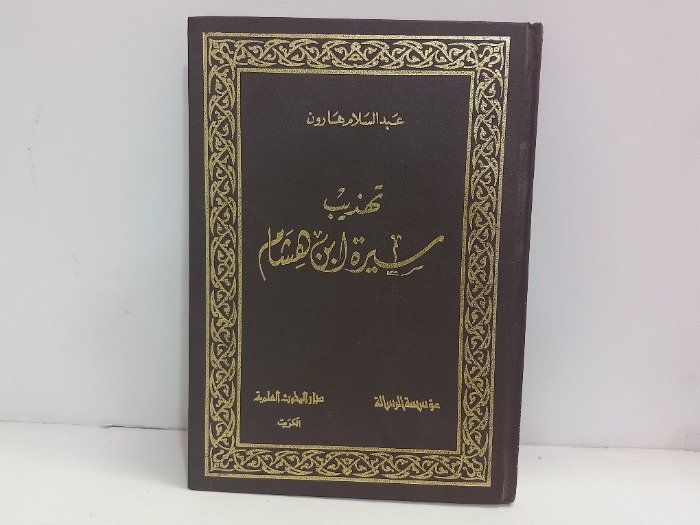 عبد السلام هارون
تهذيب
سيرة ابن هشام
مؤسسة الرسالة
دار البحوث العلمية
الكويت